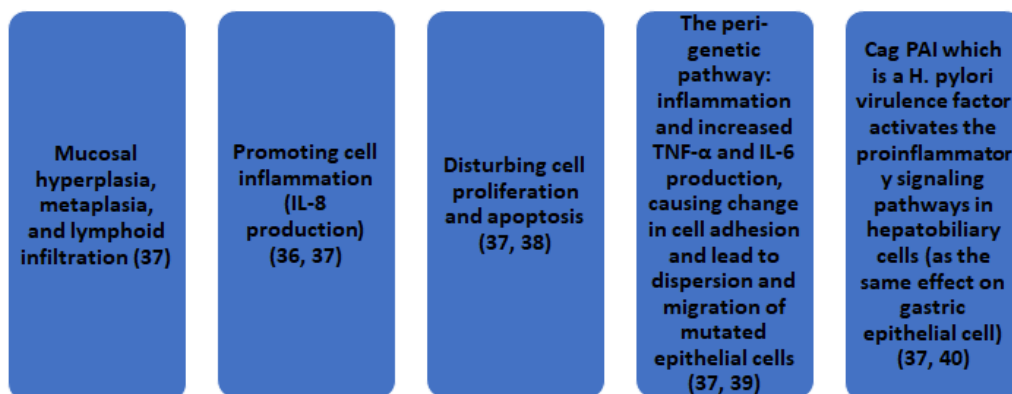 Mucosal
hyperplasia,
metaplasia,
and lymphoid
infiltration (37)
Promoting cell
inflammation
(IL-8
production)
(36, 37)
Disturbing cell
proliferation
and apoptosis
(37, 38)
The peri-
genetic
pathway:
inflammation
and increased
TNF-α and IL-6
production,
causing change
in cell adhesion
and lead to
dispersion and
migration of
mutated
epithelial cells
(37, 39)
Cag PAI which
is a H. pylori
virulence factor
activates the
proinflammator
y signaling
pathways in
hepatobiliary
cells (as the
same effect on
gastric
epithelial cell)
(37, 40)